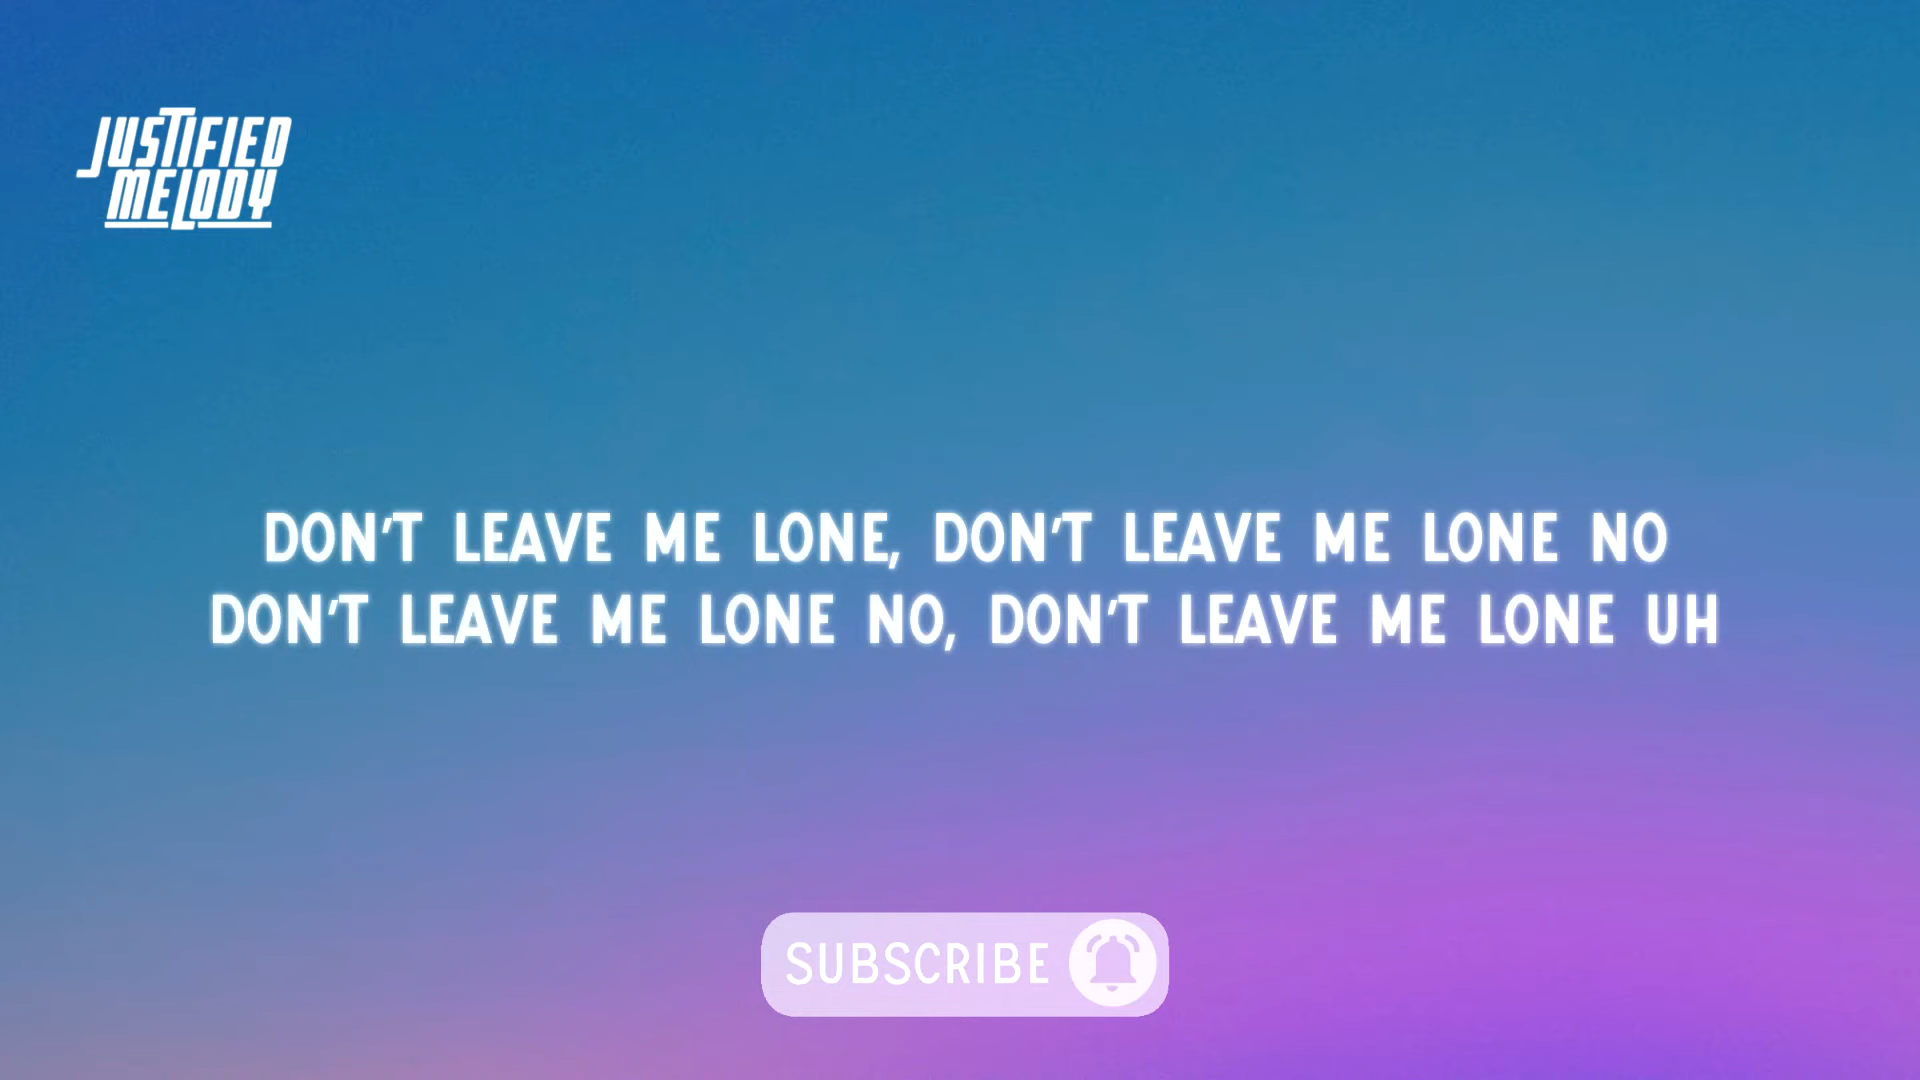 JUSTIFIED
MELODY
DON'T LEAVE ME LONE, DON'T LEAVE ME LONE NO
DON'T LEAVE ME LONE NO, DON'T LEAVE ME LONE UH
SUBSCRIBE